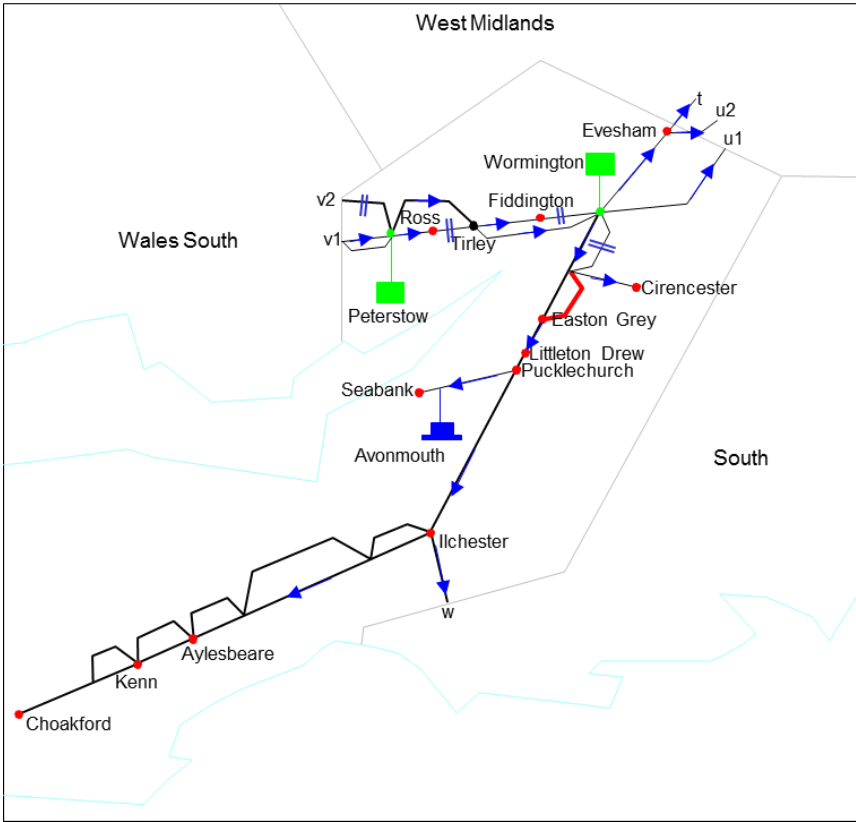 West Midlands
t
u2
Evesham
u1
Wormington
v2
Fiddington
Ross
v1
Tirley
Wales South
Cirencester
Peterstow
Easton Grey
Littleton Drew
Pucklechurch
Seabank
Avonmouth
South
Ilchester
w
Aylesbeare
Kenn
Choakford